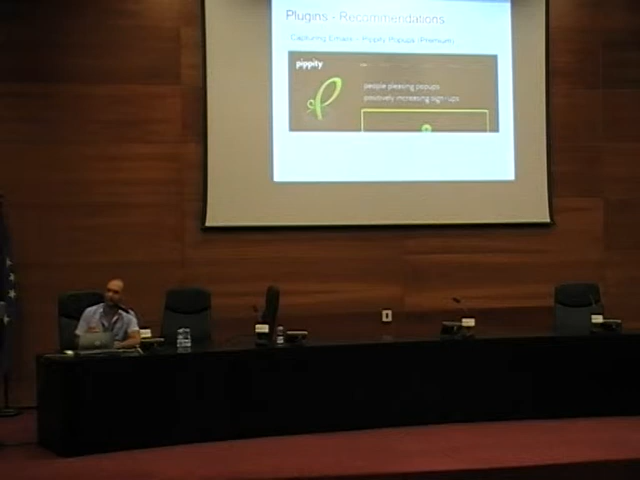 Plugins - Recommendations
Capturing Emails - Pippity Popups (Premium)
pippity
people pleasing popups
positively increasing sign-ups